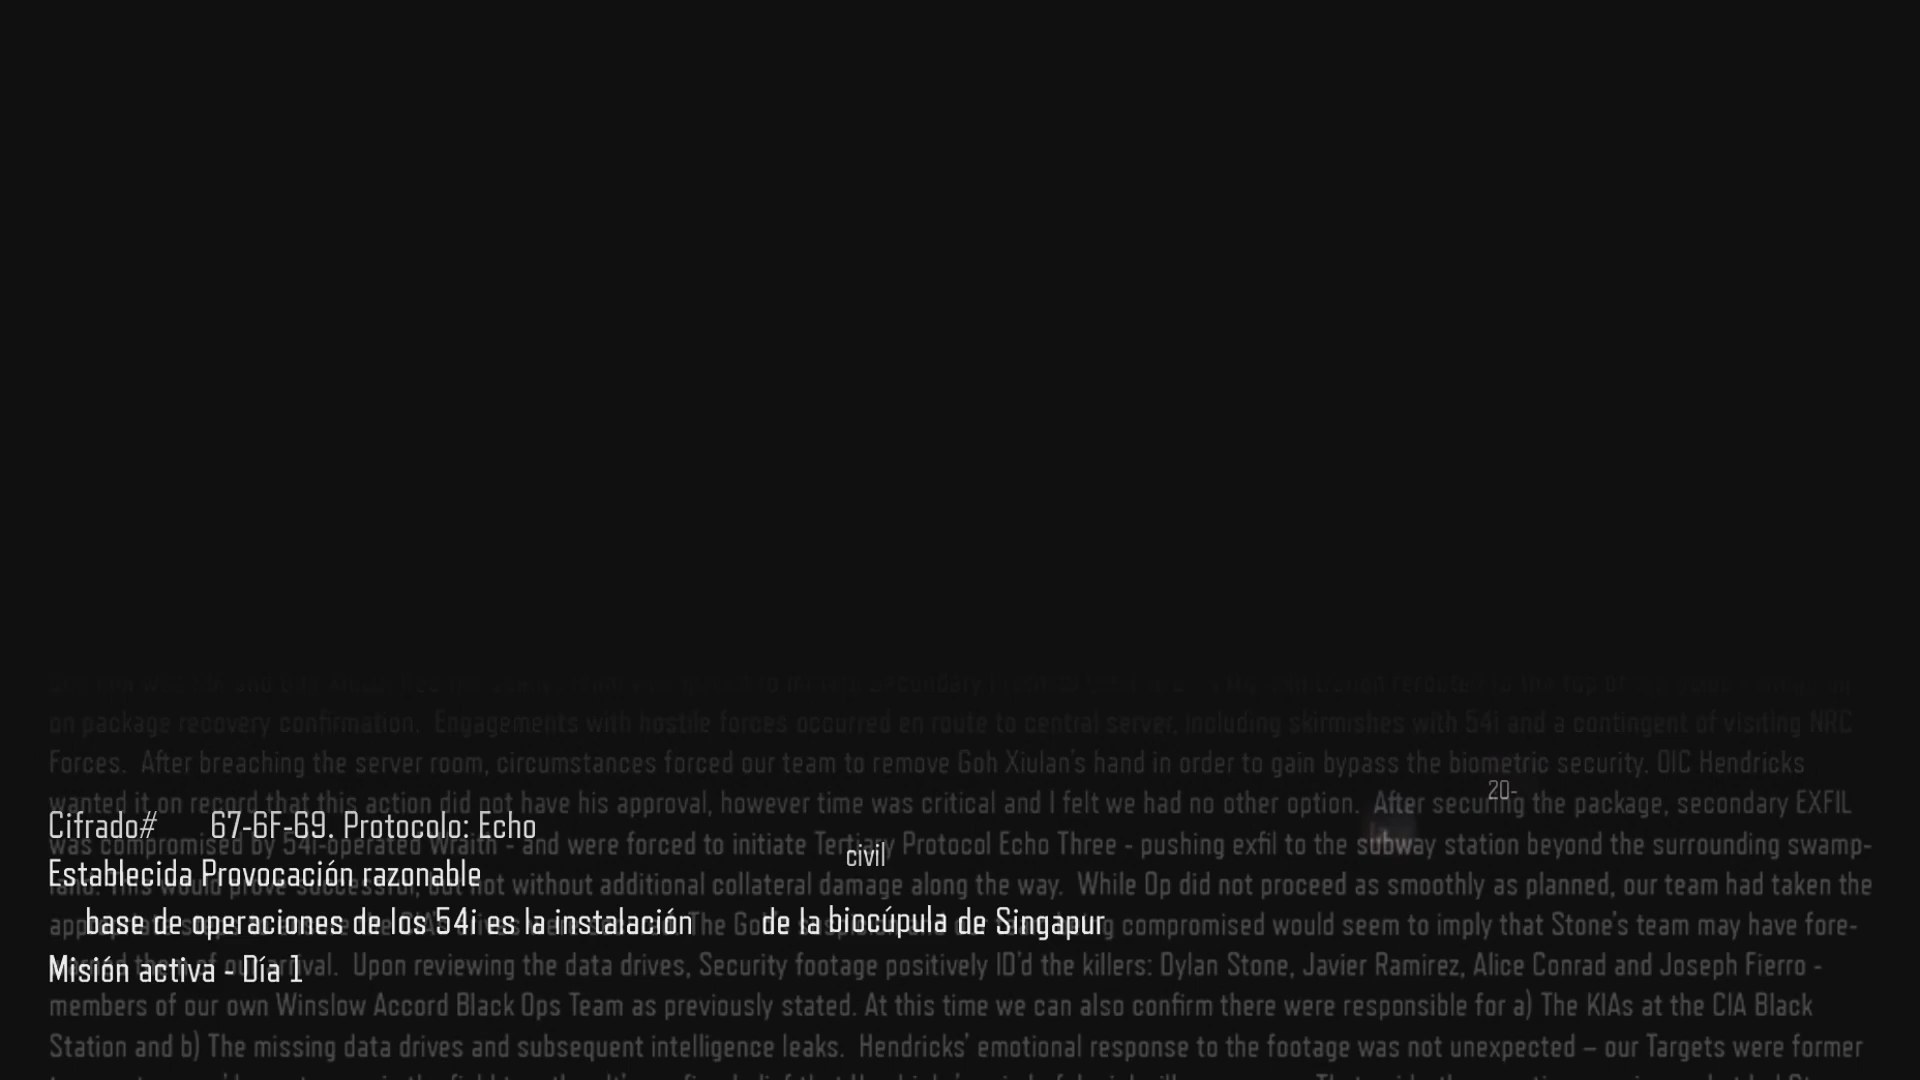 on package recovery confirmation. Engagements with hostile forces occurred en route to central server, including skirmishes with 54i and a contingent of visiting NRC
Forces. After breaching the server room, circumstances forced our team to remove Goh Xiulan's hand in order to gain bypass the biometric security. OIC Hendricks
20-
wanted it on record that this action did not have his approval, however time was critical and I felt we had no other option. After securing the package, secondary EXFIL
Cifrado# 67-6F-69. Protocolo: Echo
was compromised by 54i-operated Wraith - and were forced to initiate Tertiary Protocol Echo Three - pushing exfil to the subway station beyond the surrounding swamp-
civil
Establecida Provocación razonable
not without additional collateral damage along the way. While Op did not proceed as smoothly as planned, our team had taken the
base de operaciones de los 54i es la instalación de la biocúpula de Singapur
compromised would seem to imply that Stone's team may have fore-
Misión activa - Día 1
Upon reviewing the data drives, Security footage positively ID'd the killers: Dylan Stone, Javier Ramirez, Alice Conrad and Joseph Fierro -
members of our own Winslow Accord Black Ops Team as previously stated. At this time we can also confirm there were responsible for a) The KIAs at the CIA Black
Station and b) The missing data drives and subsequent intelligence leaks. Hendricks' emotional response to the footage was not unexpected – our Targets were former